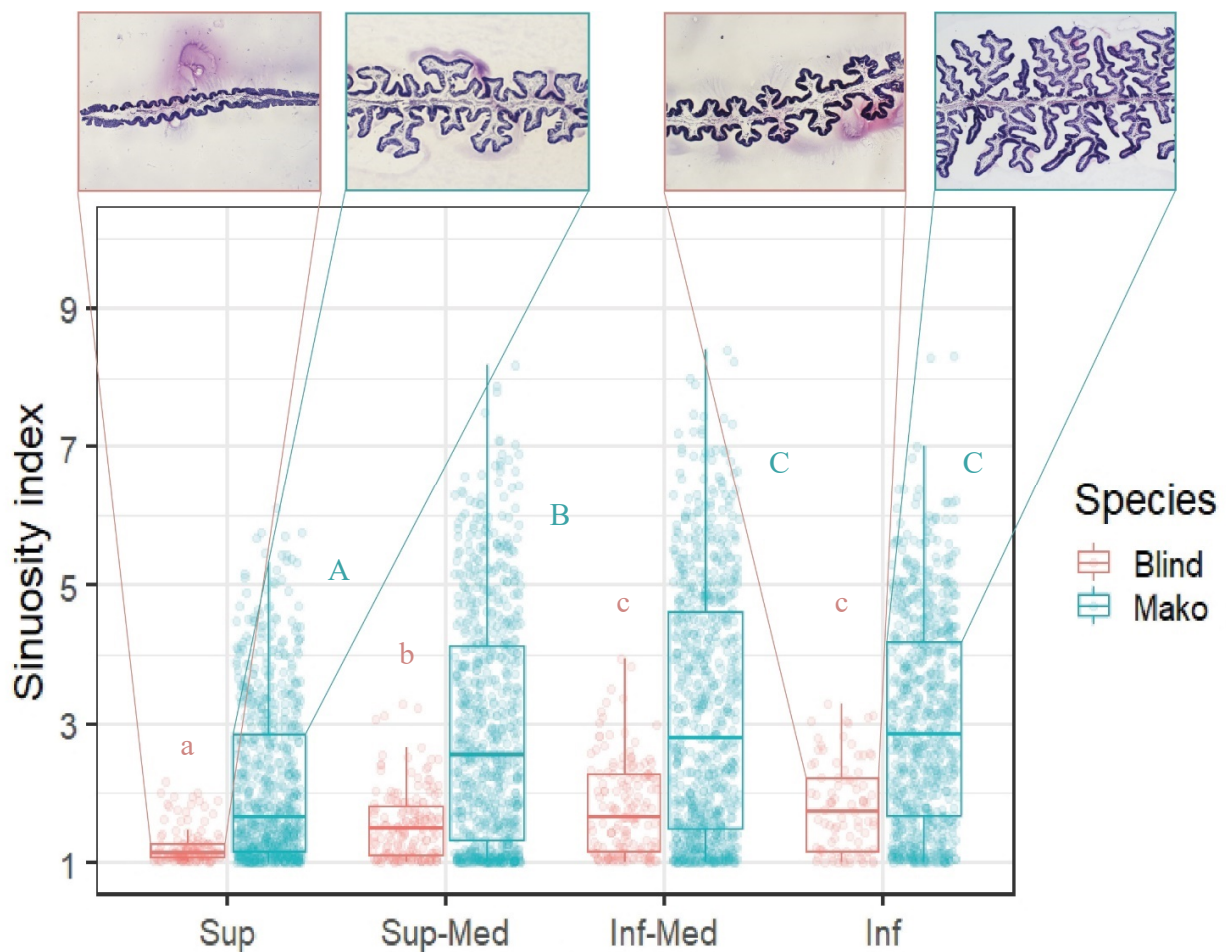 Sinuosity index
9
7
5
3
1
a
A
b
B
c
C
c
C
Sup
Sup-Med
Inf-Med
Inf
Species
Blind
Mako